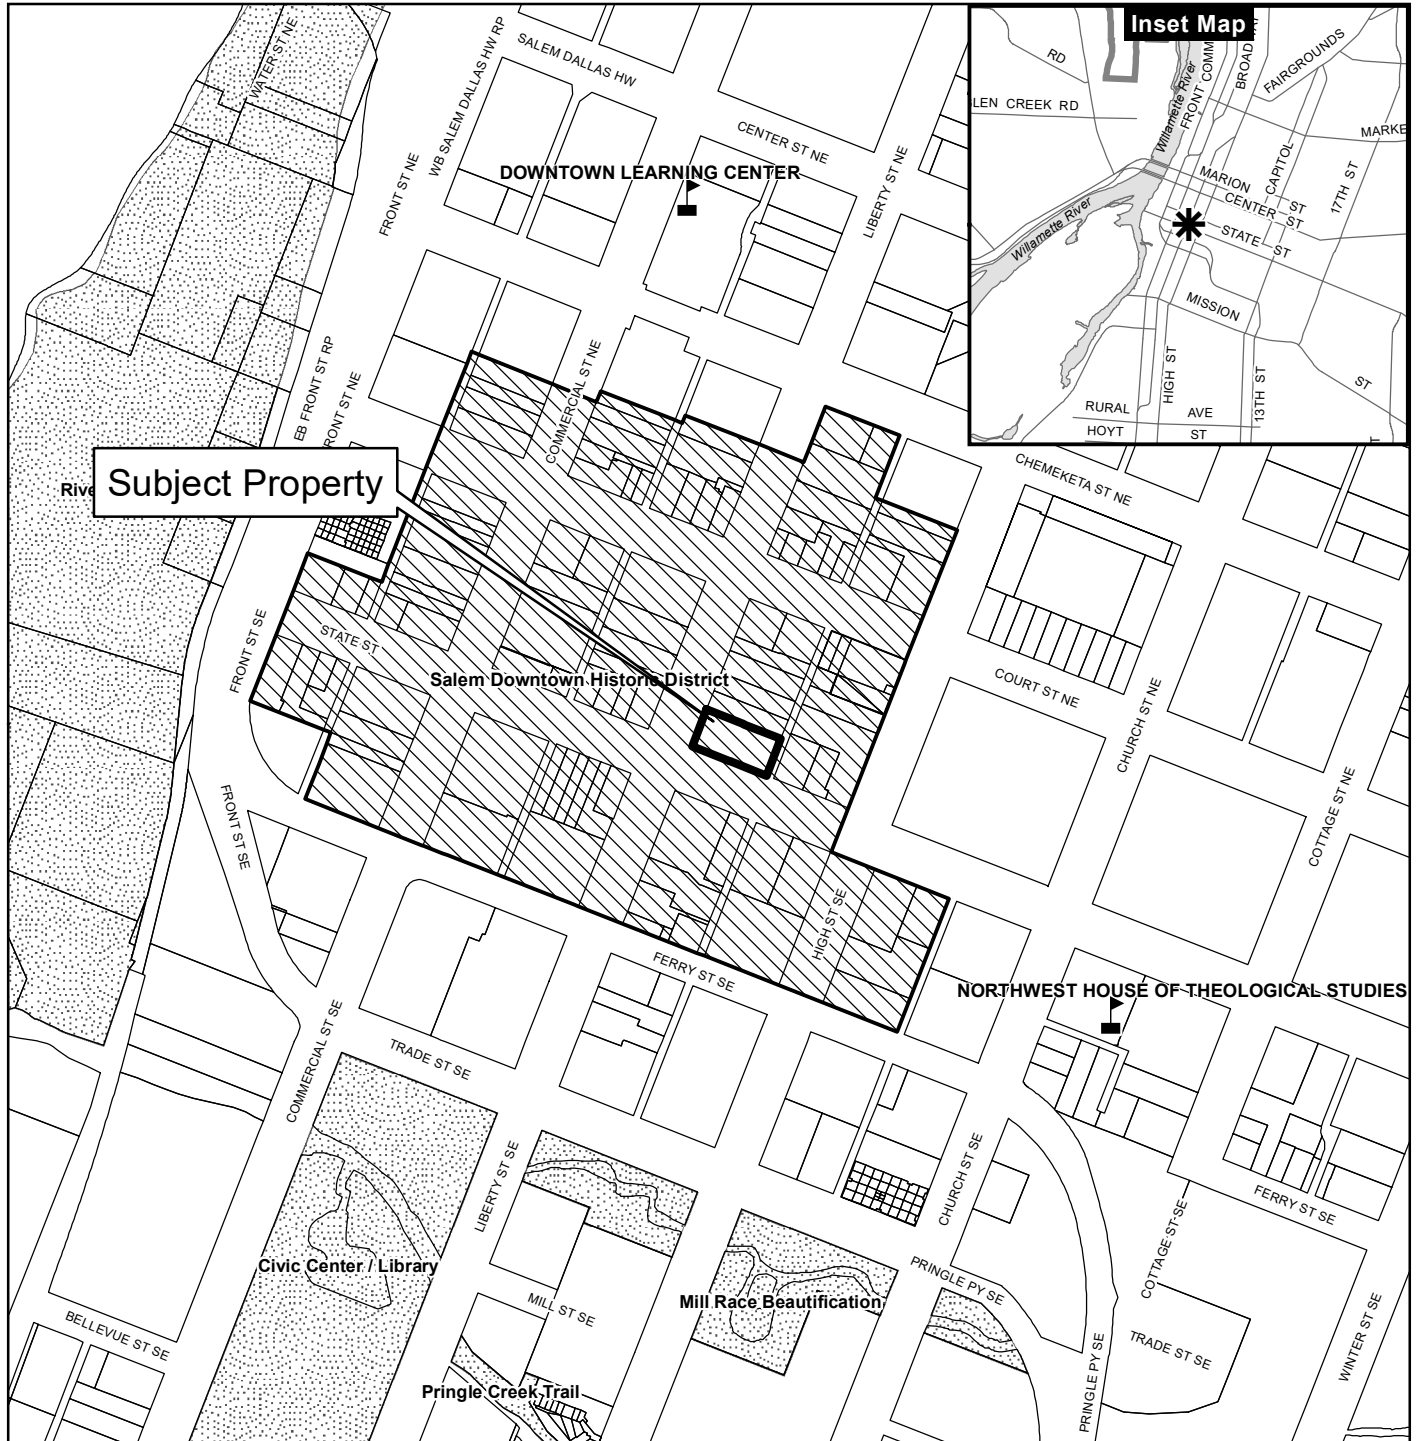 Inset Map
RD
GLEN CREEK RD
Willamette River
Willamette River
FRONT
COMM
BROAD
FAIRGROUNDS
MARKE
CAPITOL
17TH ST
MARION ST
CENTER ST
STATE ST
MISSION
ST
HIGH ST
13TH ST
RURAL AVE
HOYT ST
WATER ST NE
SALEM DALLAS HW
WB SALEM DALLAS HW RP
FRONT ST NE
CENTER ST NE
LIBERTY ST NE
DOWNTOWN LEARNING CENTER
EB FRONT ST RP
FRONT ST NE
COMMERCIAL ST NE
CHEMEKETA ST NE
Rive
Subject Property
FRONT ST SE
STATE ST
Salem Downtown Historic District
COURT ST NE
CHURCH ST NE
COTTAGE ST NE
FRONT ST SE
HIGH ST SE
FERRY ST SE
NORTHWEST HOUSE OF THEOLOGICAL STUDIES
COMMERCIAL ST SE
TRADE ST SE
LIBERTY ST SE
CHURCH ST SE
FERRY ST SE
COTTAGE ST SE
Civic Center / Library
PRINGLE PY SE
Mill Race Beautification
MILL ST SE
BELLEVUE ST SE
TRADE ST SE
WINTER ST SE
PRINGLE PY SE
Pringle Creek Trail